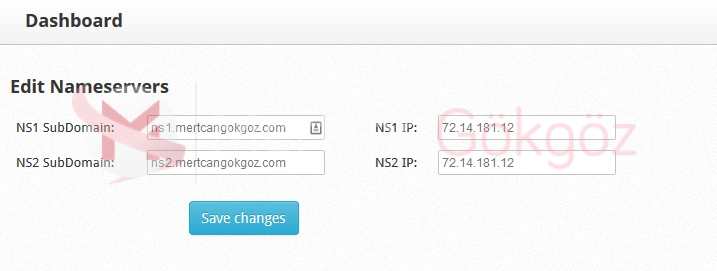 Dashboard
Edit Nameservers
NS1 SubDomain: ns1.mertcangokgoz.com NS1 IP: 72.14.181.12
NS2 SubDomain: ns2.mertcangokgoz.com NS2 IP: 72.14.181.12
Gökgöz
Save changes